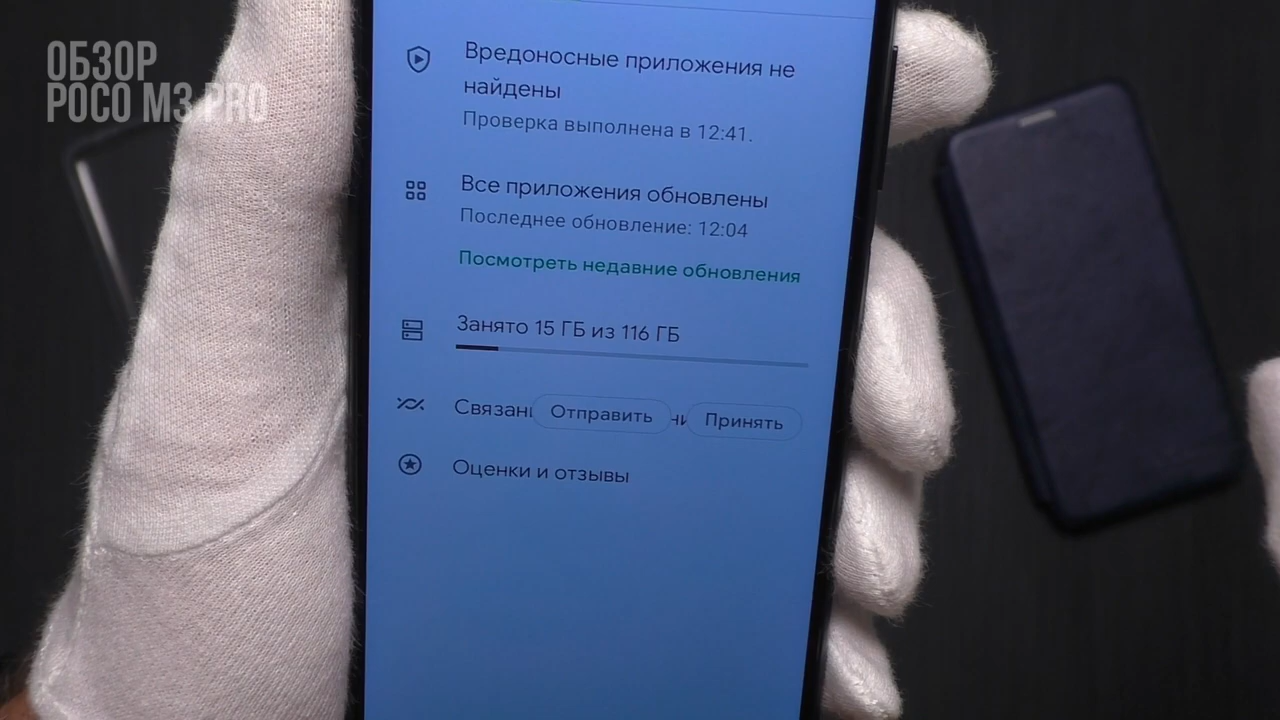 ОБЗОР
POCO M3 PRO
Вредоносные приложения не
найдены
Проверка выполнена в 12:41.
Все приложения обновлены
Последнее обновление: 12:04
Посмотреть недавние обновления
Занято 15 ГБ из 116 ГБ
Отправить Принять
Оценки и отзывы